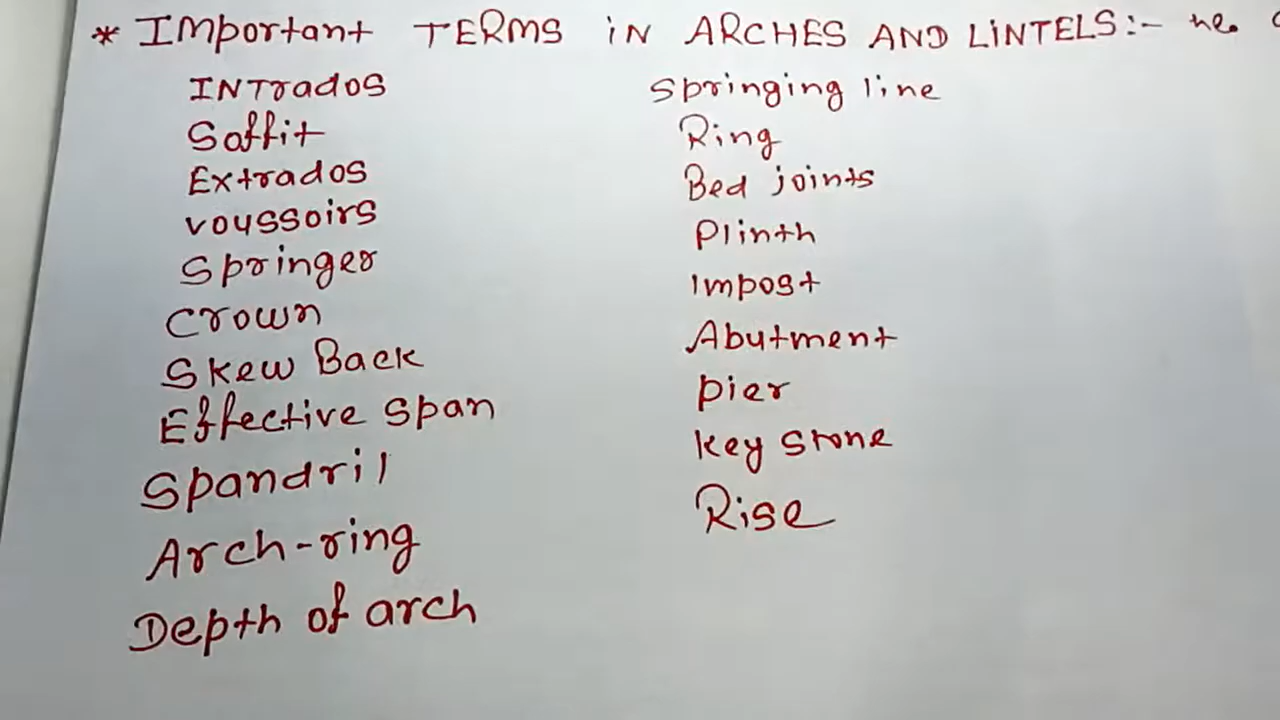 * Important TERMS iN ARCHES AND LiNTELS:-
INTrados
Soffit
Extrados
voussoirs
Springer
Crown
Skew Back
Effective span
Spandril
Arch-ring
Depth of arch
Springing line
Ring
Bed joints
Plinth
Impost
Abutment
pier
key stone
Rise